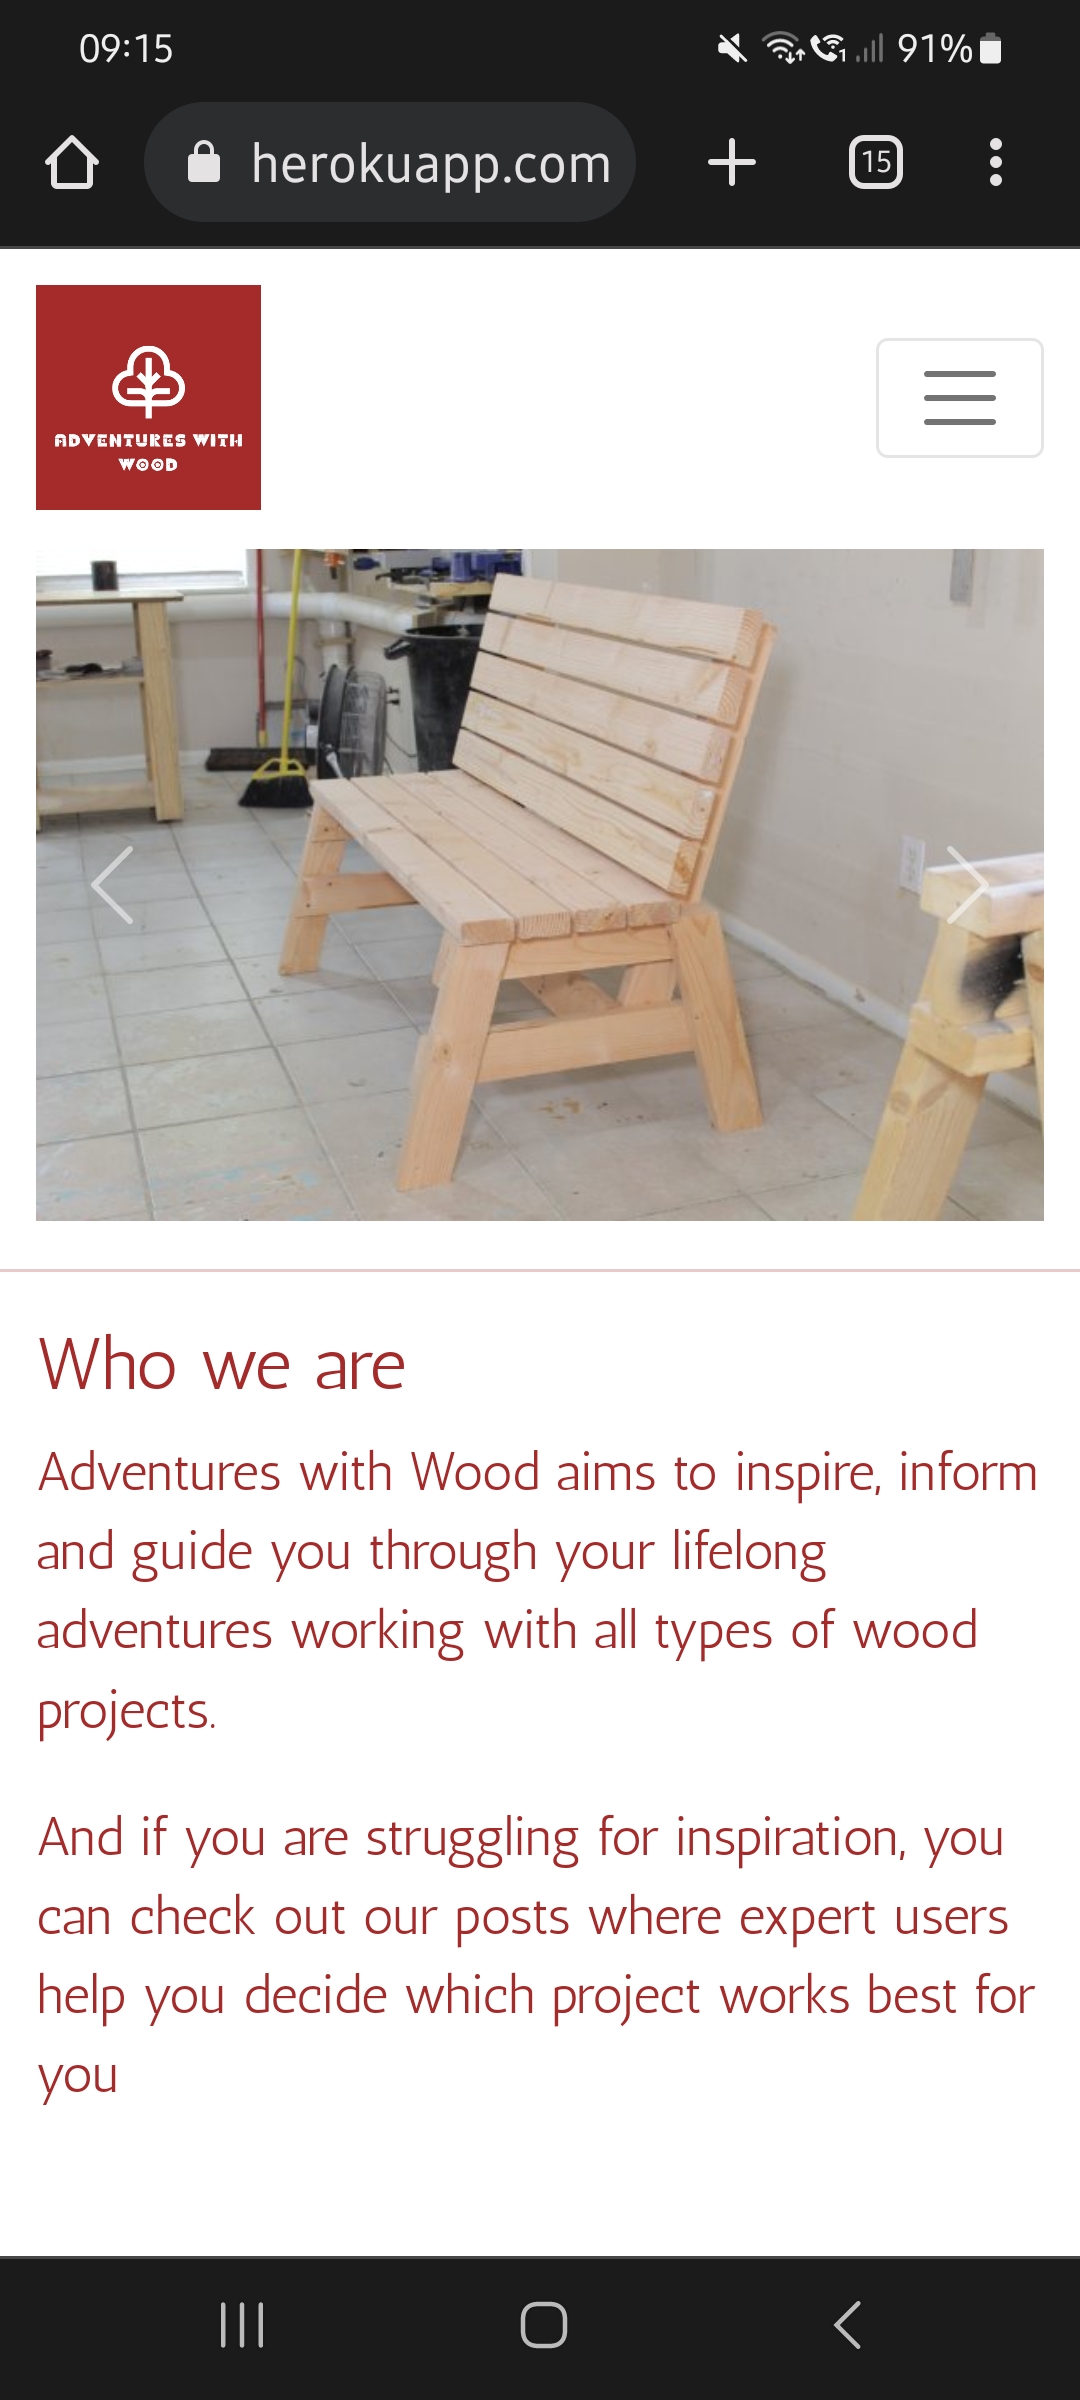 09:15
91%
herokuapp.com
15
ADVENTURES WITH
WOOD
Who we are
Adventures with Wood aims to inspire, inform
and guide you through your lifelong
adventures working with all types of wood
projects.
And if you are struggling for inspiration, you
can check out our posts where expert users
help you decide which project works best for
you